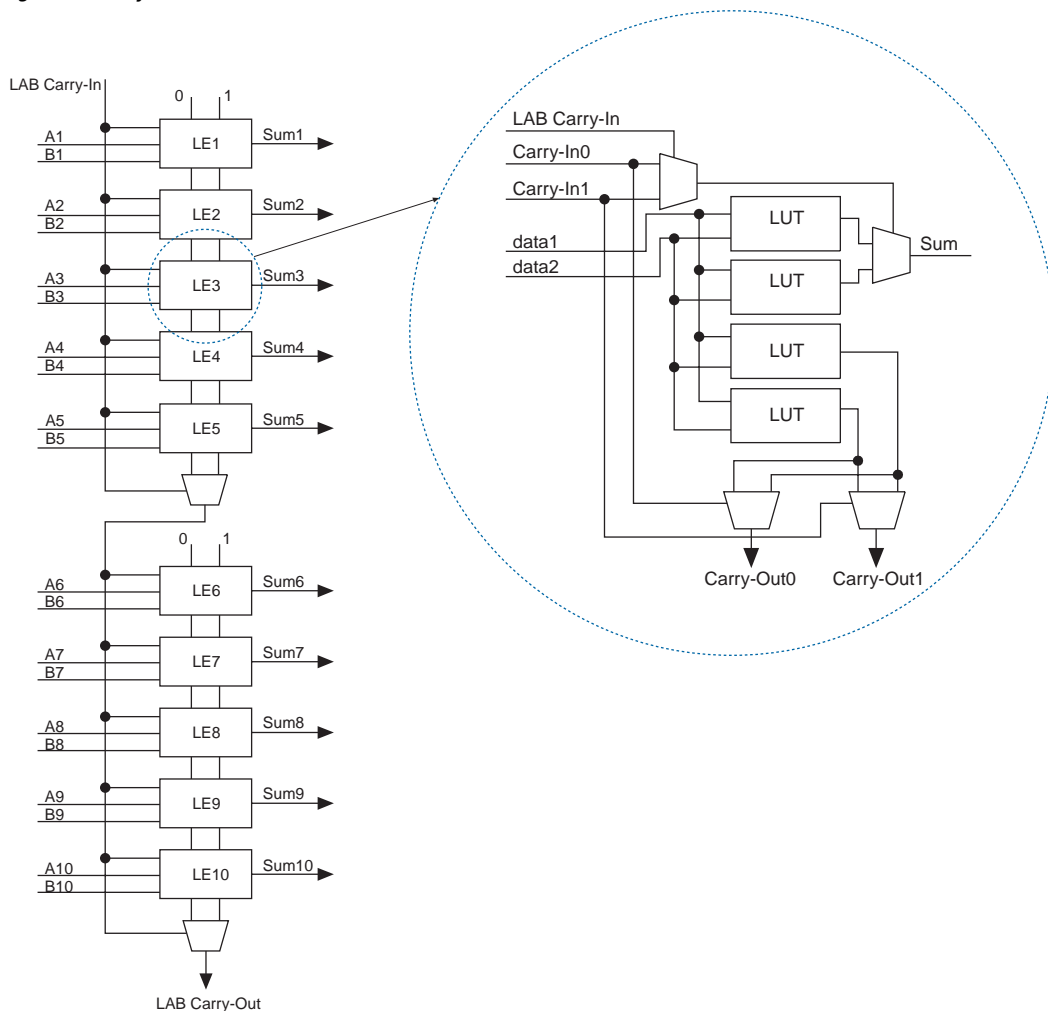 LAB Carry-In
0 1
A1
B1
LE1
Sum1
A2
B2
LE2
Sum2
A3
B3
LE3
Sum3
A4
B4
LE4
Sum4
A5
B5
LE5
Sum5
0 1
A6
B6
LE6
Sum6
A7
B7
LE7
Sum7
A8
B8
LE8
Sum8
A9
B9
LE9
Sum9
A10
B10
LE10
Sum10
LAB Carry-Out
LAB Carry-In
Carry-In0
Carry-In1
data1
data2
LUT
LUT
LUT
LUT
Sum
Carry-Out0 Carry-Out1